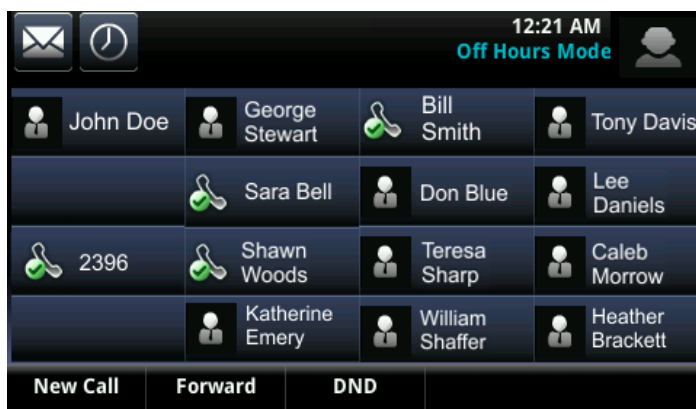 12:21 AM
Off Hours Mode
John Doe
George
Stewart
Bill
Smith
Tony Davis
Sara Bell
Don Blue
Lee
Daniels
2396
Shawn
Woods
Teresa
Sharp
Caleb
Morrow
Katherine
Emery
William
Shaffer
Heather
Brackett
New Call
Forward
DND